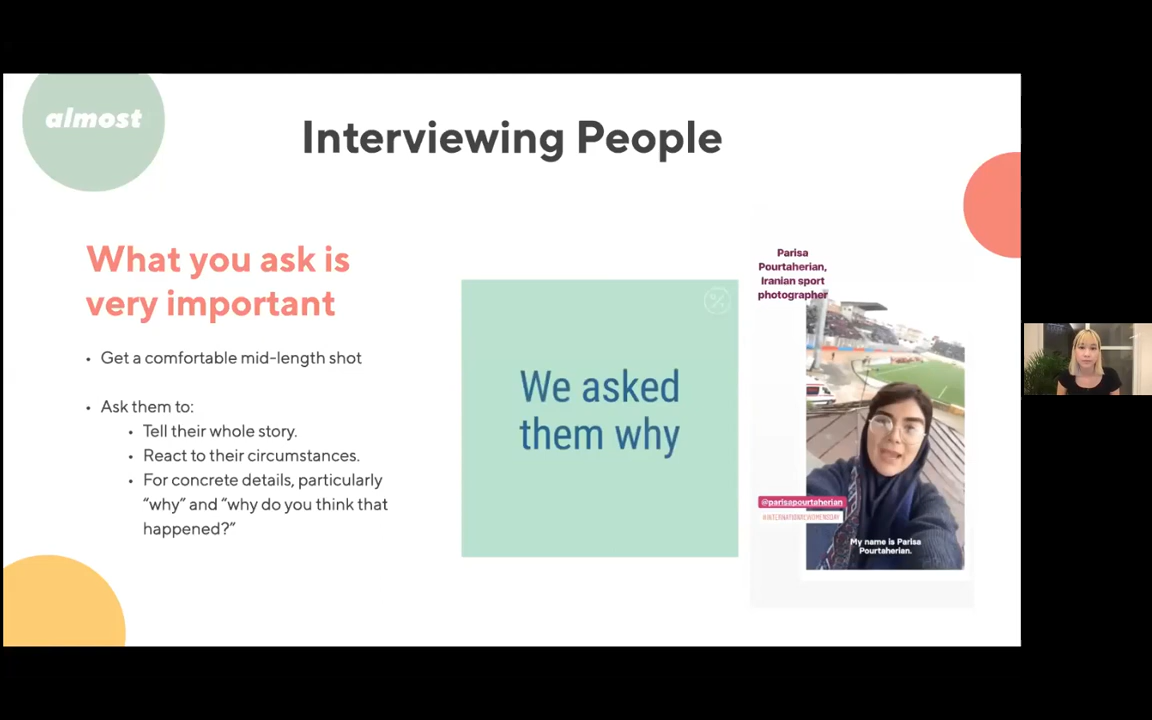 almost
Interviewing People
What you ask is
very important
• Get a comfortable mid-length shot
• Ask them to:
• Tell their whole story.
• React to their circumstances.
• For concrete details, particularly
“why” and “why do you think that
happened?”
We asked
them why
Parisa
Pourtaherian,
Iranian sport
photographer
@parisapourtaherian
#INTERNATIONALWOMENSDAY
My name is Parisa
Pourtaherian.